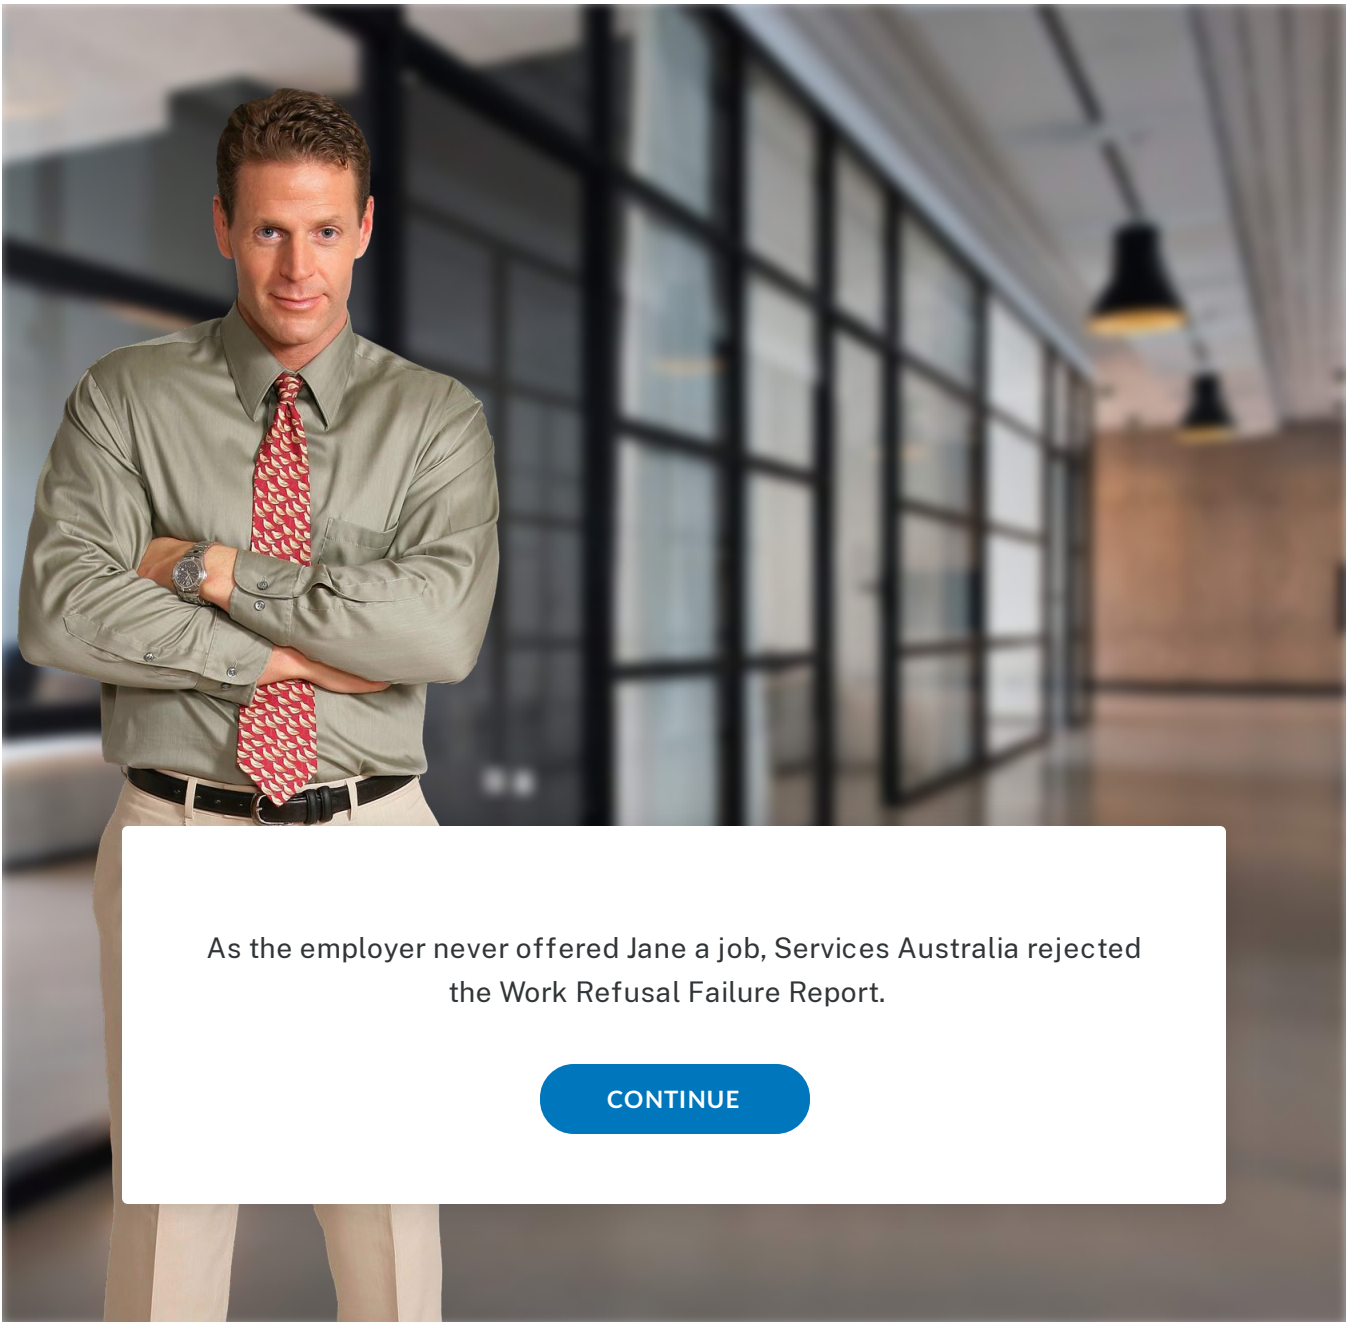 As the employer never offered Jane a job, Services Australia rejected
the Work Refusal Failure Report.
CONTINUE